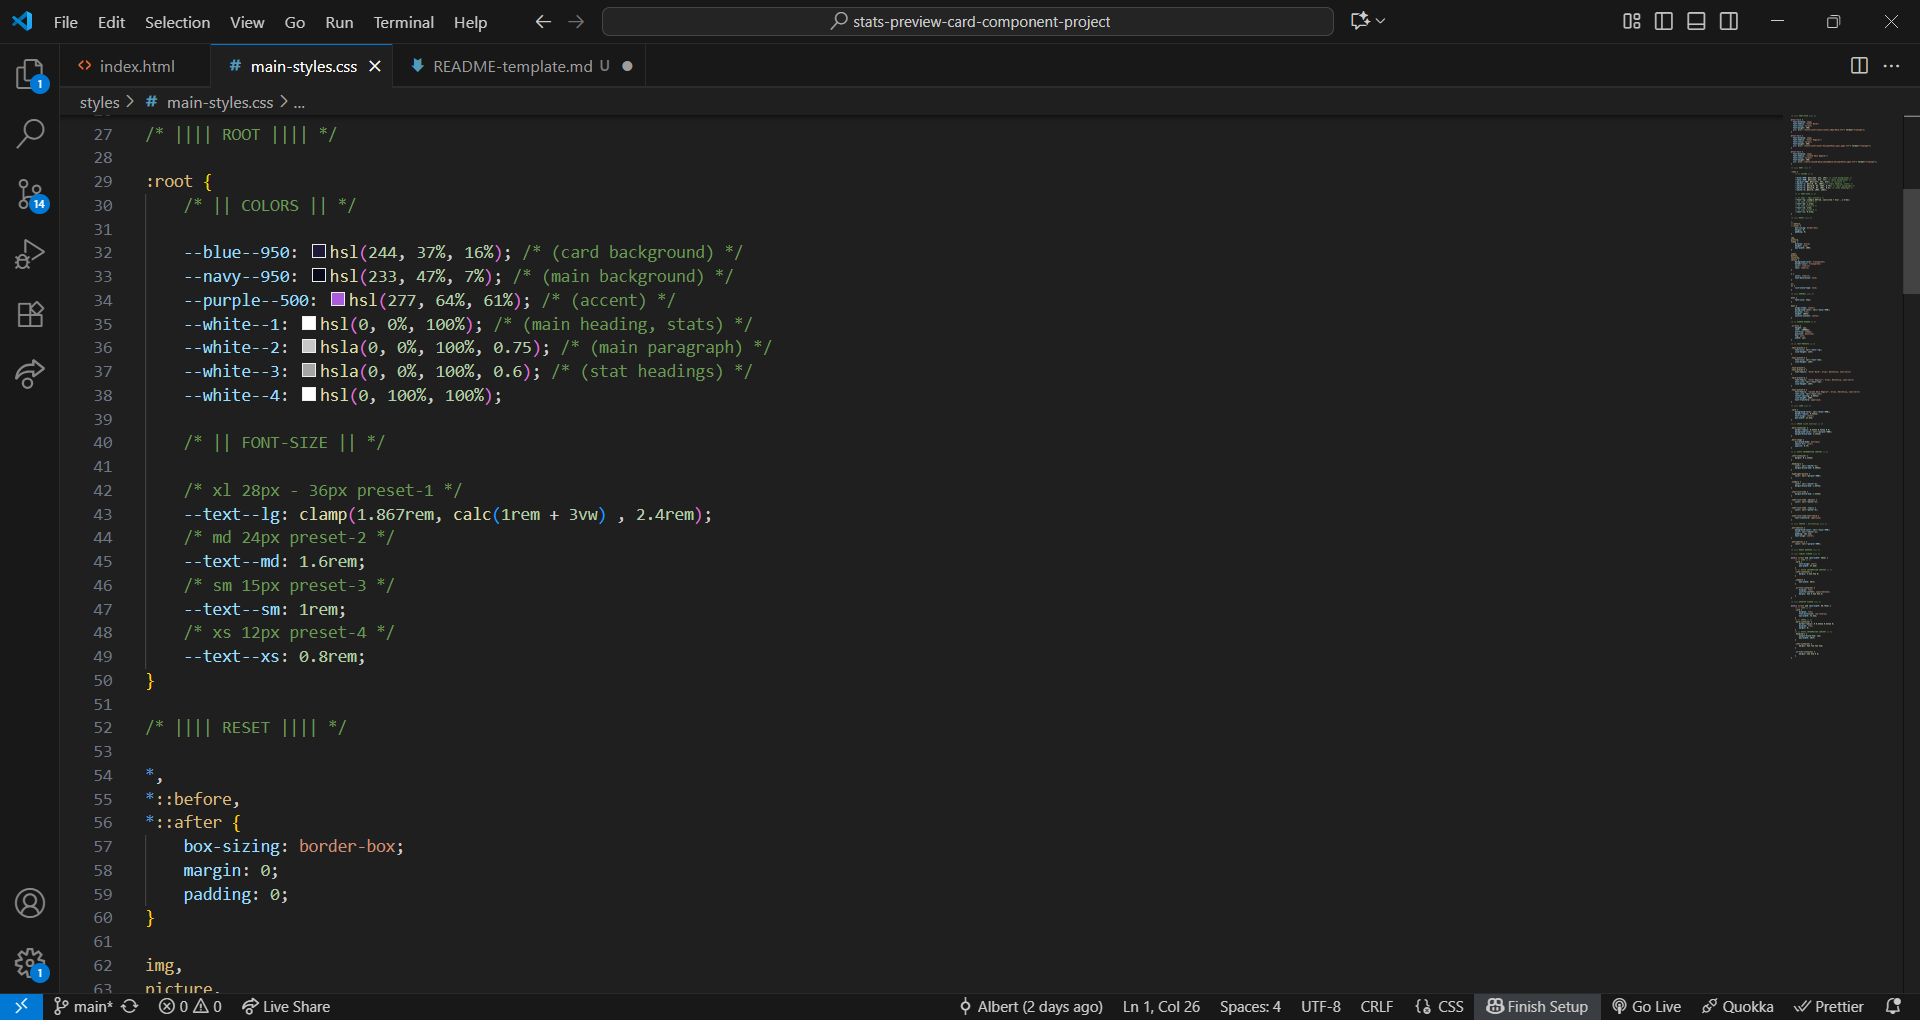 File Edit Selection View Go Run Terminal Help
stats-preview-card-component-project
index.html
# main-styles.css
README-template.md U
styles > # main-styles.css > ...
1
14
27 /* |||| ROOT |||| */
28
29 :root {
30 /* || COLORS || */
31
32 --blue--950: hsl(244, 37%, 16%); /* (card background) */
33 --navy--950: hsl(233, 47%, 7%); /* (main background) */
34 --purple--500: hsl(277, 64%, 61%); /* (accent) */
35 --white--1: hsl(0, 0%, 100%); /* (main heading, stats) */
36 --white--2: hsla(0, 0%, 100%, 0.75); /* (main paragraph) */
37 --white--3: hsla(0, 0%, 100%, 0.6); /* (stat headings) */
38 --white--4: hsl(0, 100%, 100%);
39
40 /* || FONT-SIZE || */
41
42 /* xl 28px - 36px preset-1 */
43 --text--lg: clamp(1.867rem, calc(1rem + 3vw) , 2.4rem);
44 /* md 24px preset-2 */
45 --text--md: 1.6rem;
46 /* sm 15px preset-3 */
47 --text--sm: 1rem;
48 /* xs 12px preset-4 */
49 --text--xs: 0.8rem;
50 }
51
52 /* |||| RESET |||| */
53
54 *,
55 *::before,
56 *::after {
57 box-sizing: border-box;
58 margin: 0;
59 padding: 0;
60 }
61
62 img,
63 picture,
1
main* 0 0 Live Share Albert (2 days ago) Ln 1, Col 26 Spaces: 4 UTF-8 CRLF {} CSS Finish Setup Go Live Quokka Prettier